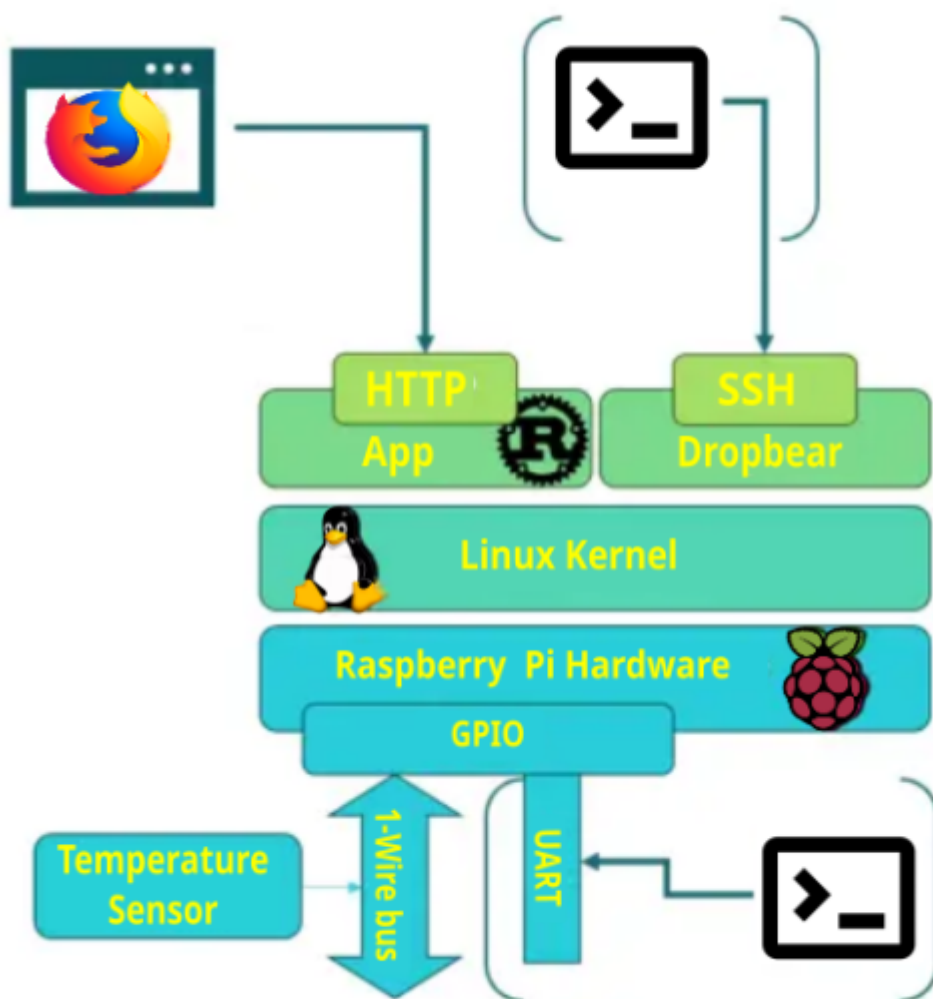 HTTP
SSH
App
R
Dropbear
Linux Kernel
Raspberry Pi Hardware
GPIO
1-Wire bus
UART
Temperature
Sensor